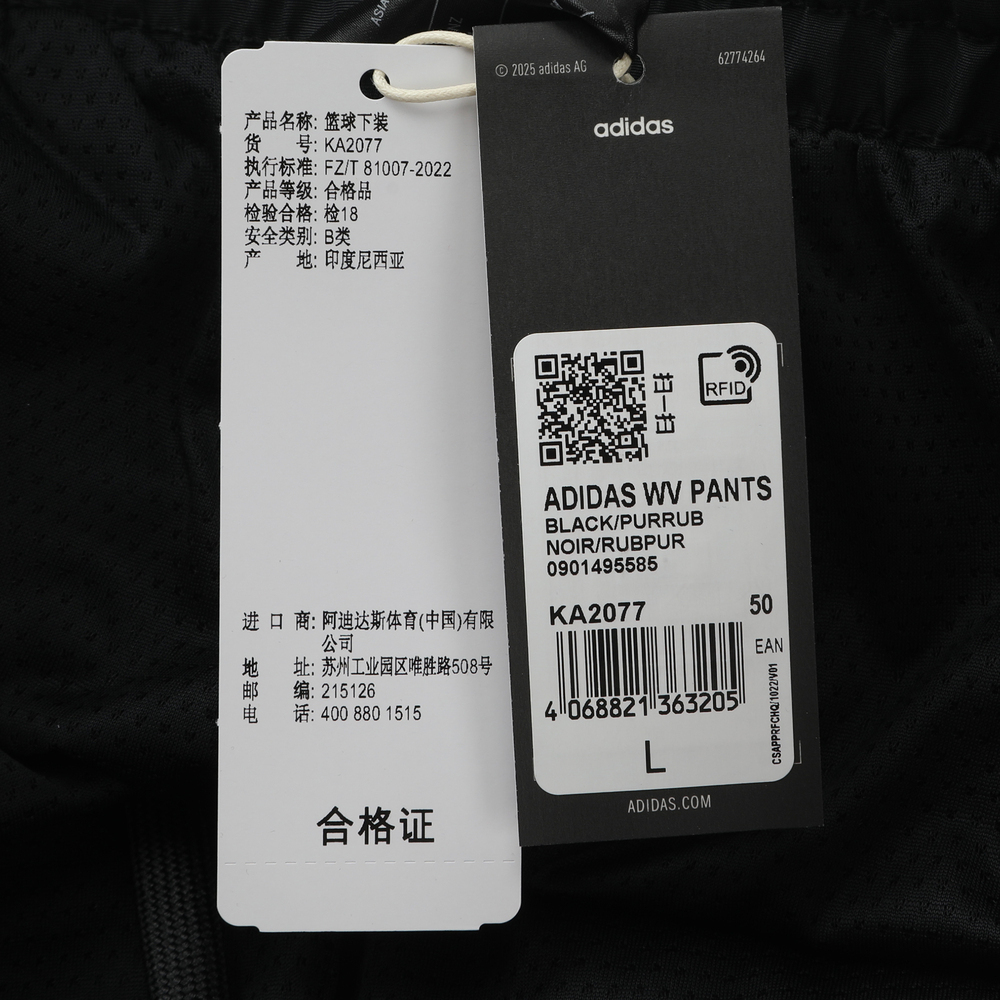 ASIA
产品名称: 篮球下装
货 号: KA2077
执行标准: FZ/T 81007-2022
产品等级: 合格品
检验合格: 检18
安全类别: B类
产 地: 印度尼西亚
进 口 商: 阿迪达斯体育(中国)有限
公司
地 址: 苏州工业园区唯胜路508号
邮 编: 215126
电 话: 400 880 1515
合格证
© 2025 adidas AG
62774264
adidas
扫一扫
RFID
ADIDAS WV PANTS
BLACK/PURRUB
NOIR/RUBPUR
0901495585
KA2077
50
EAN
4 068821 363205
CSAPPRFCHQ/1022/V01
L
ADIDAS.COM